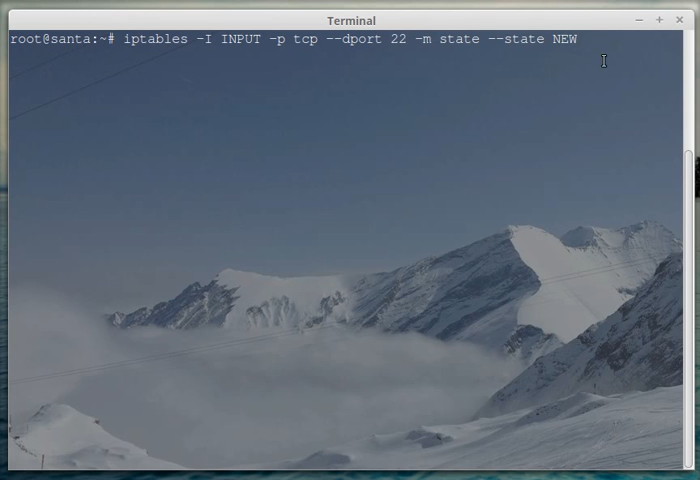 Terminal
root@santa:~# iptables -I INPUT -p tcp --dport 22 -m state --state NEW